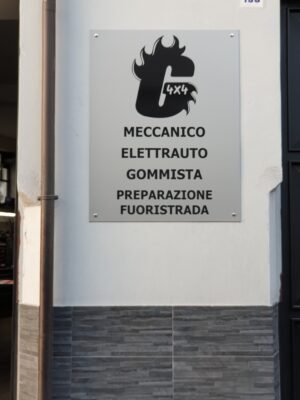 G
4x4
MECCANICO
ELETTRAUTO
GOMMISTA
PREPARAZIONE
FUORISTRADA